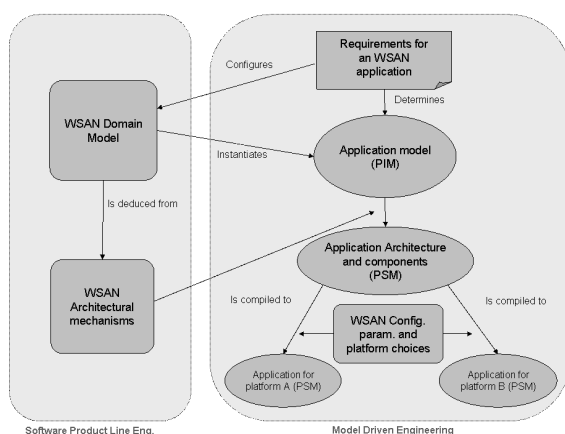 Requirements for
an WSAN
application
Configures
Determines
WSAN Domain
Model
Instantiates
Application model
(PIM)
Is deduced from
Application Architecture
and components
(PSM)
WSAN
Architectural
mechanisms
Is compiled to
Is compiled to
WSAN Config.
param. and
platform choices
Application for
platform A (PSM)
Application for
platform B (PSM)
Software Product Line Eng.
Model Driven Engineering